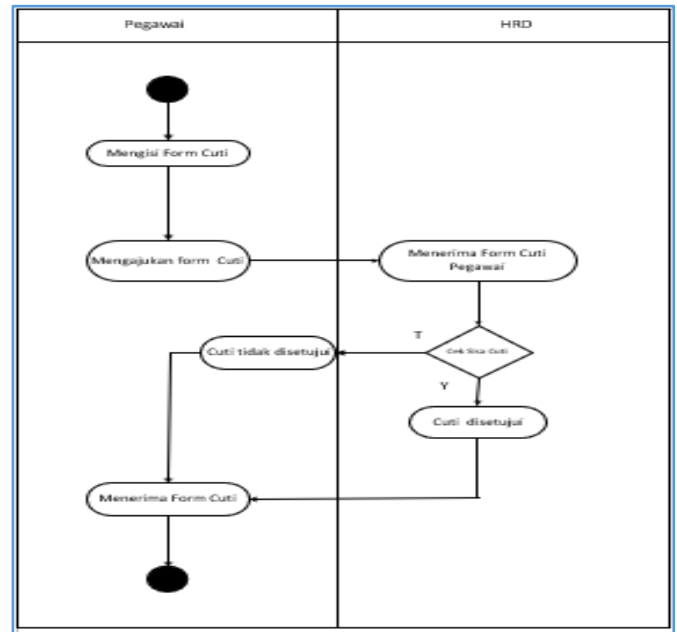 Pegawai
HRD
Mengisi Form Cuti
Mengajukan form Cuti
Menerima Form Cuti
Pegawai
T
Cek Sisa Cuti
Cuti tidak disetujui
Y
Cuti disetujui
Menerima Form Cuti